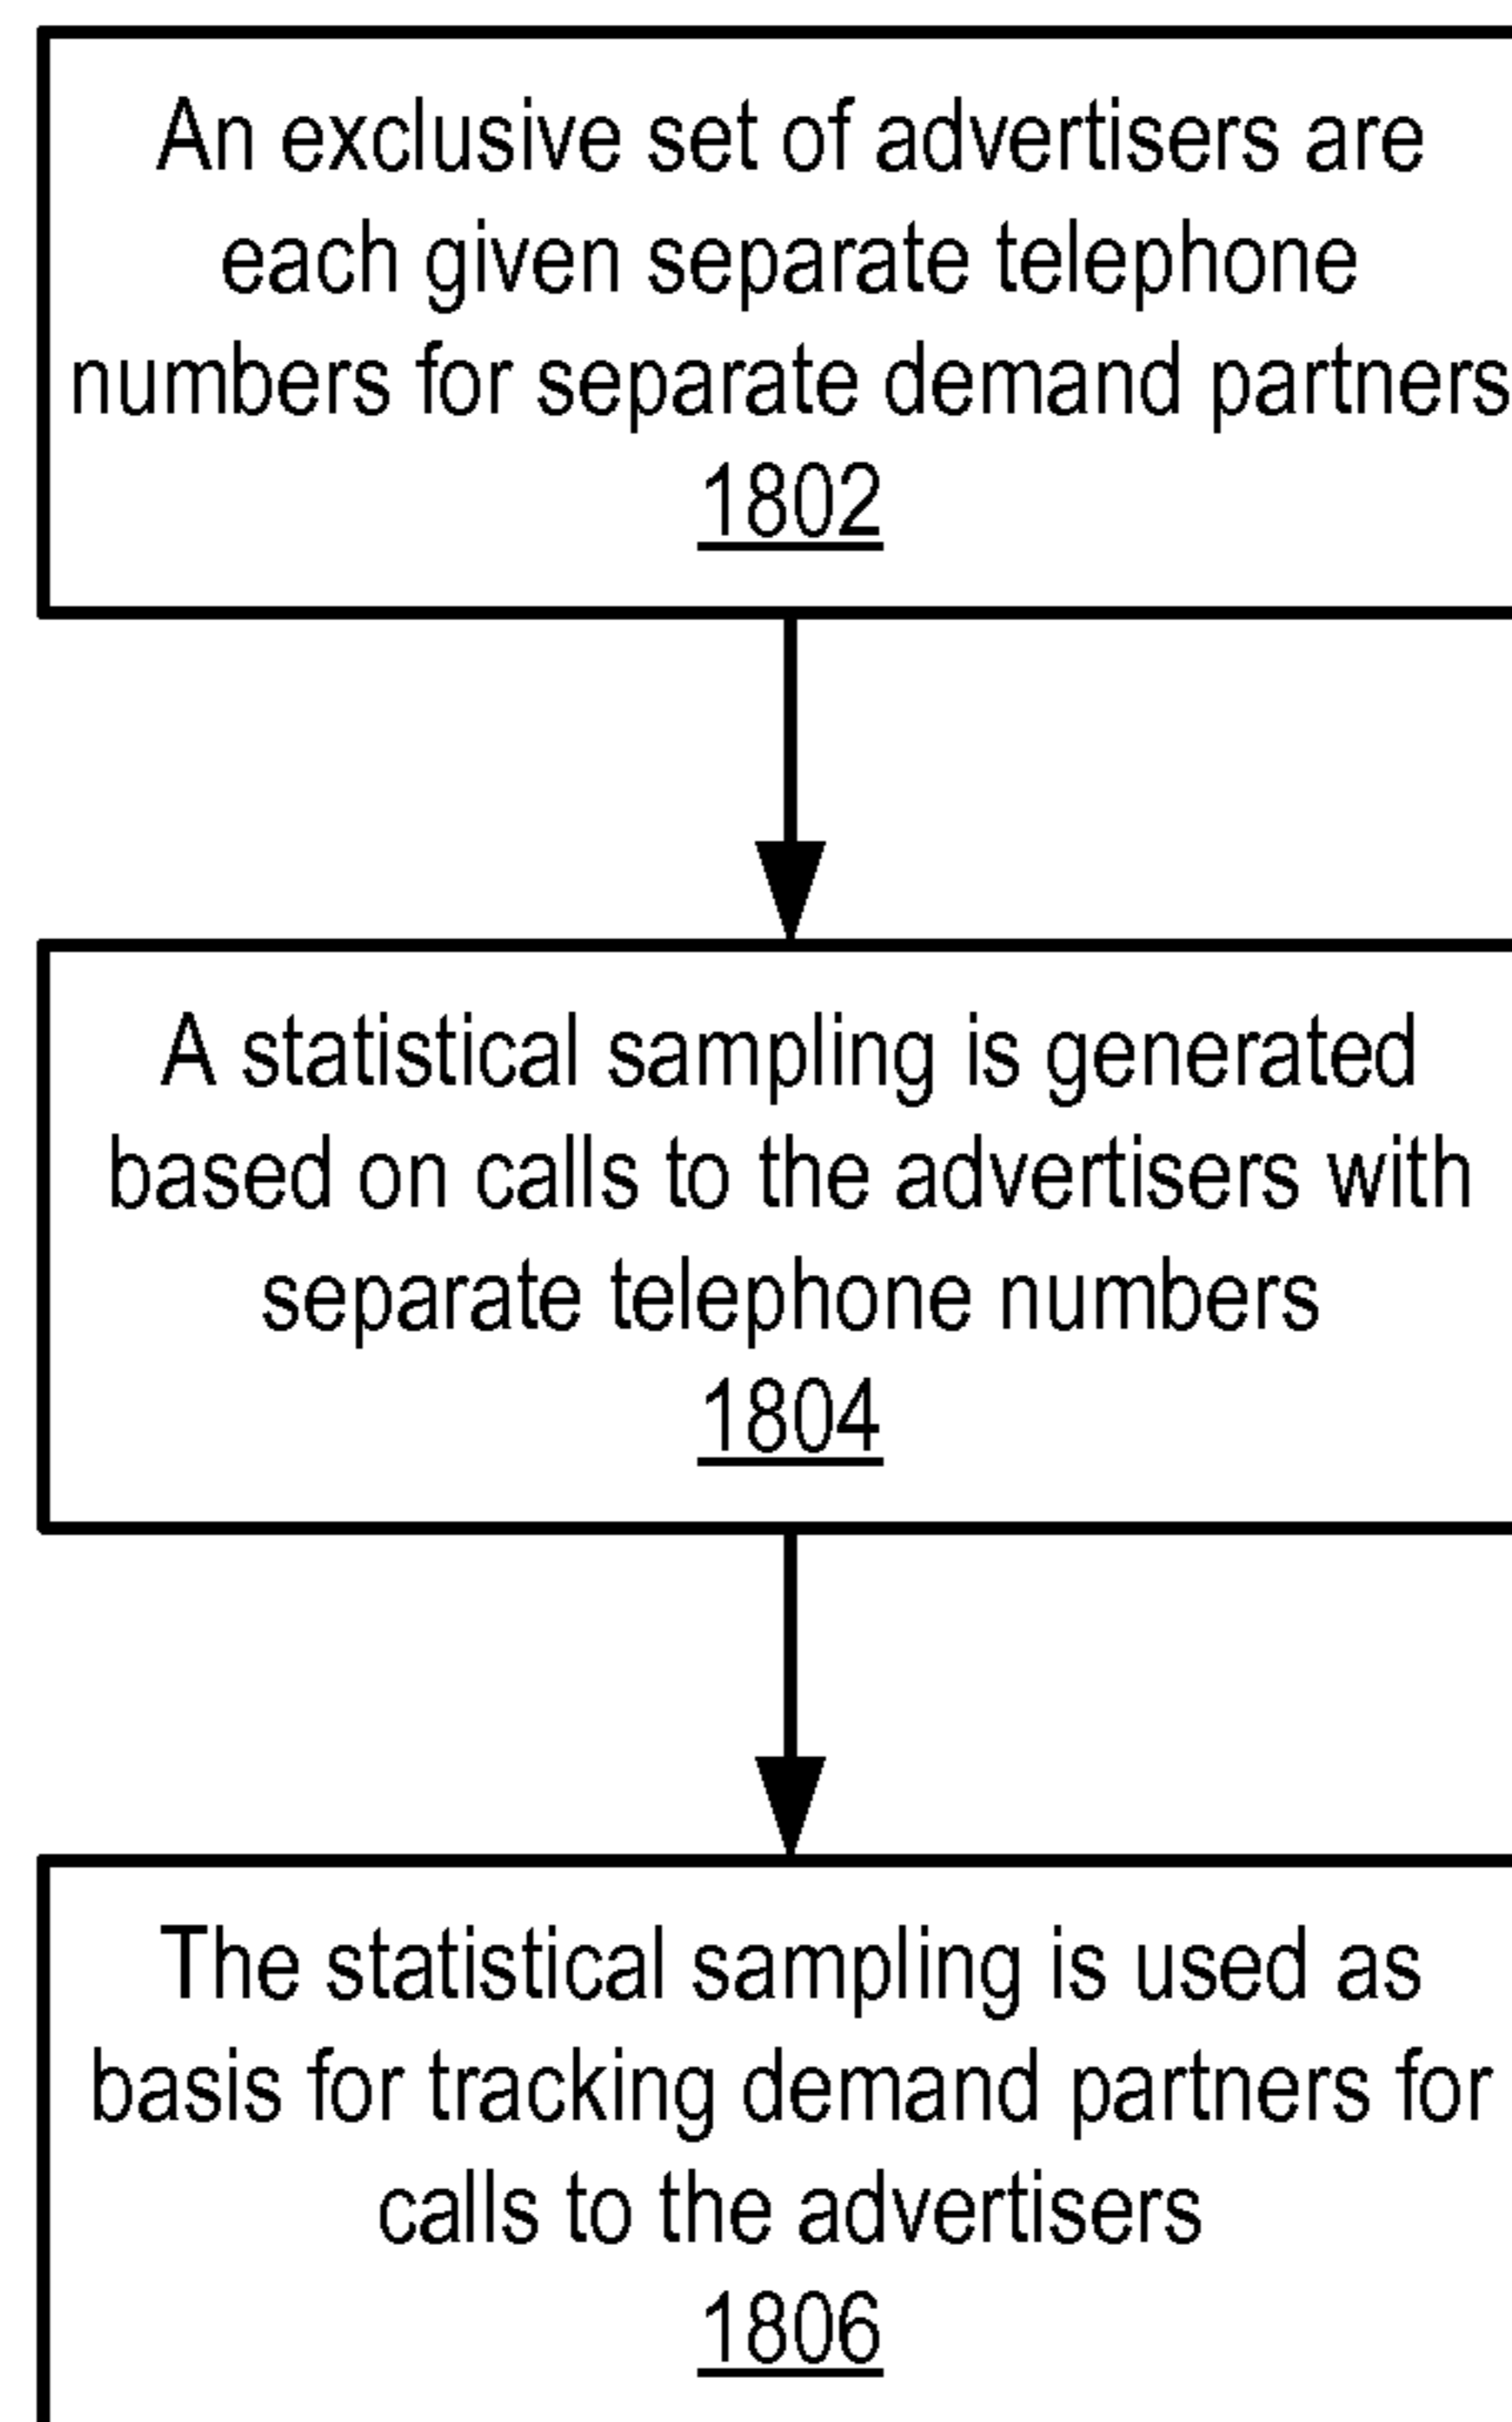 An exclusive set of advertisers are
each given separate telephone
numbers for separate demand partners
1802
A statistical sampling is generated
based on calls to the advertisers with
separate telephone numbers
1804
The statistical sampling is used as
basis for tracking demand partners for
calls to the advertisers
1806